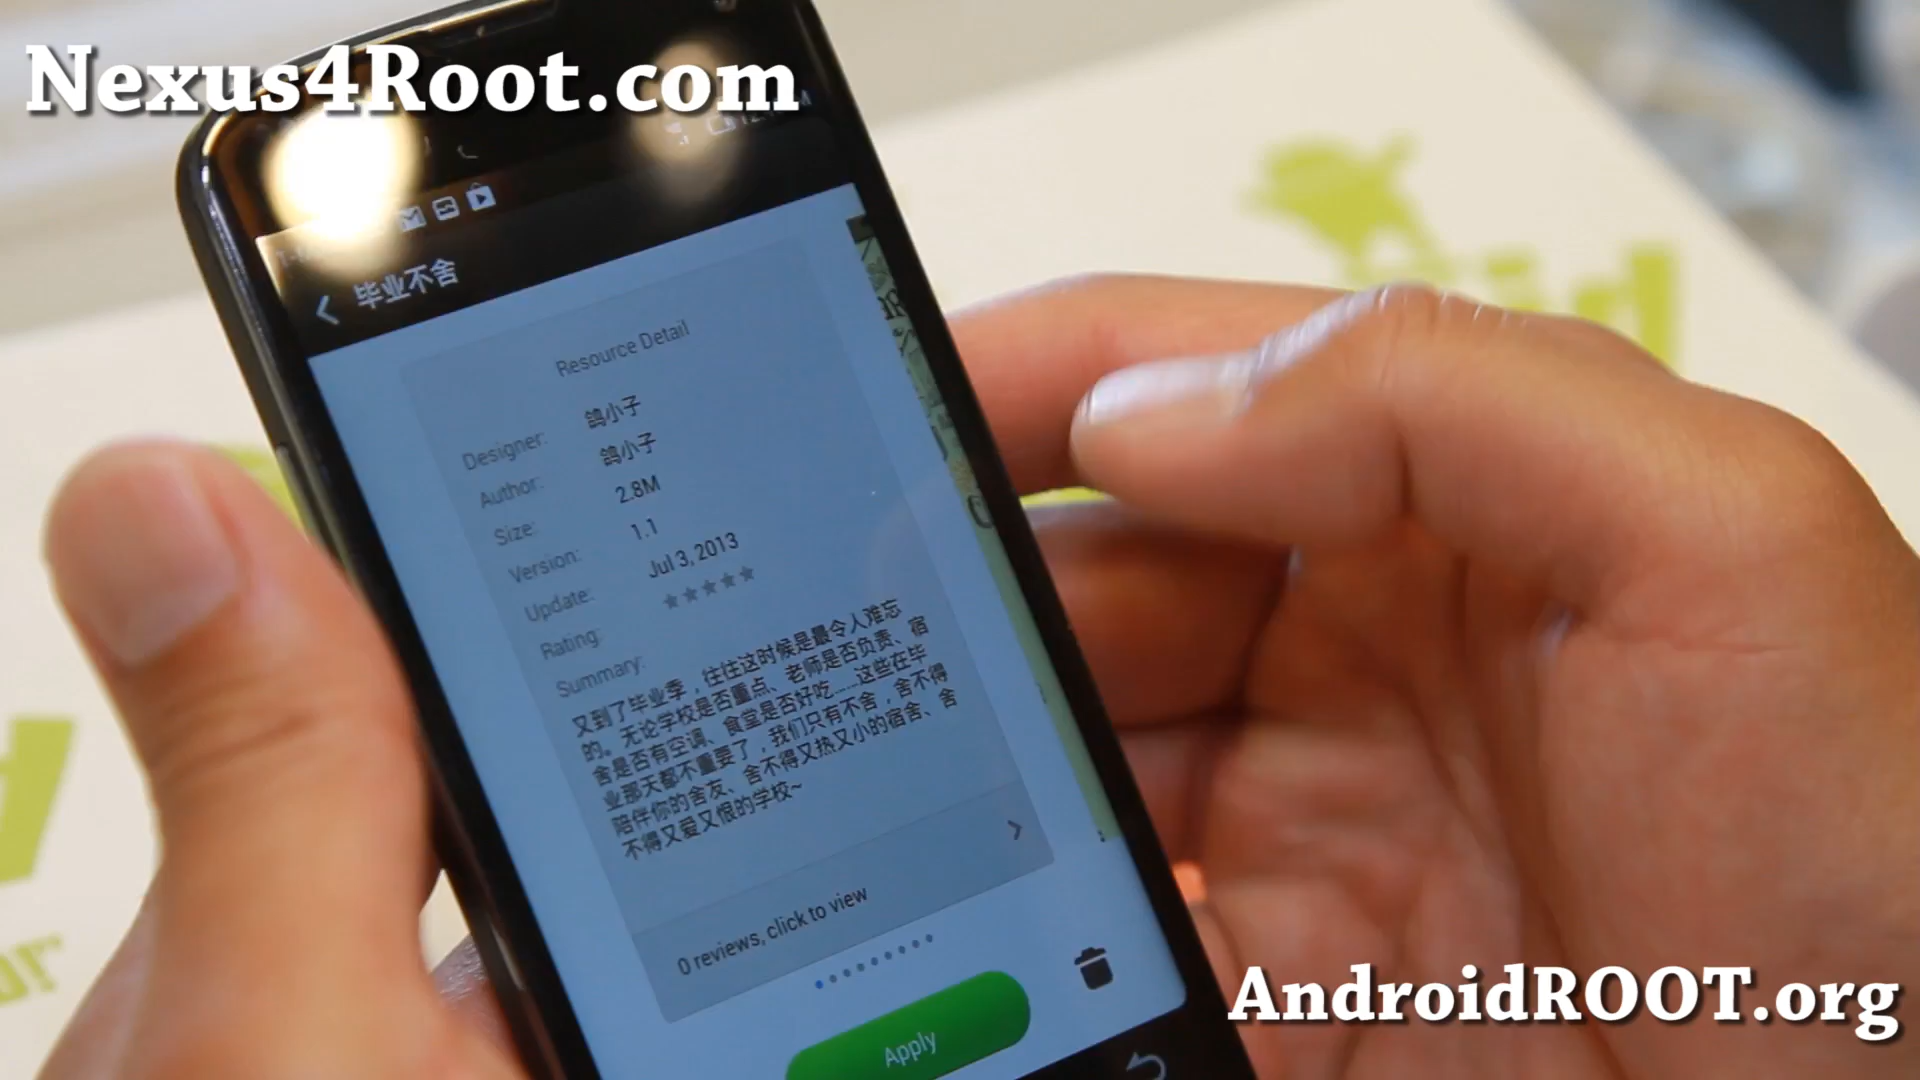 Nexus4Root.com
毕业不舍
Resource Detail
Designer: 鸽小子
Author: 鸽小子
Size: 2.8M
Version: 1.1
Update: Jul 3, 2013
Rating:
Summary:
又到了毕业季，往往这时候是最令人难忘
的。无论学校是否重点、老师是否负责、宿
舍是否有空调、食堂是否好吃......这些在毕
业那天都不重要了，我们只有不舍，舍不得
陪伴你的舍友、舍不得又热又小的宿舍、舍
不得又爱又恨的学校~
0 reviews, click to view
Apply
AndroidROOT.org